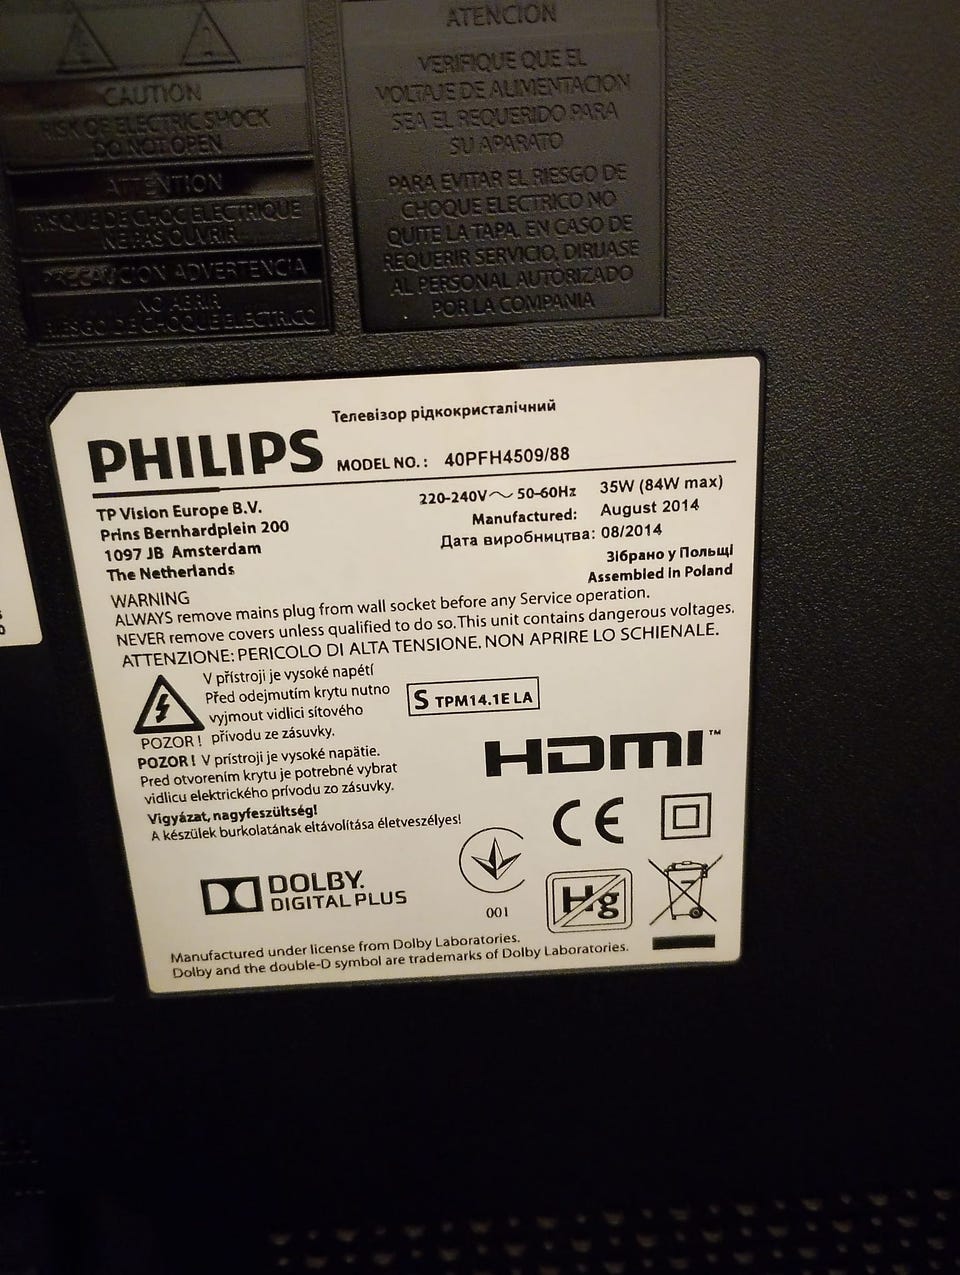 CAUTION
RISK OF ELECTRIC SHOCK
DO NOT OPEN
ATTENTION
RISQUE DE CHOC ELECTRIQUE
NE PAS OUVRIR
PRECAUCION ADVERTENCIA
NO ABRIR
RIESGO DE CHOQUE ELECTRICO
ATENCION
VERIFIQUE QUE EL
VOLTAJE DE ALIMENTACION
SEA EL REQUERIDO PARA
SU APARATO
PARA EVITAR EL RIESGO DE
CHOQUE ELECTRICO NO
QUITE LA TAPA. EN CASO DE
REQUERIR SERVICIO, DIRIJASE
AL PERSONAL AUTORIZADO
POR LA COMPANIA
Телевізор рідкокристалічний
PHILIPS MODEL NO.: 40PFH4509/88
TP Vision Europe B.V.
Prins Bernhardplein 200
1097 JB Amsterdam
The Netherlands
220-240V～ 50-60Hz 35W (84W max)
Manufactured: August 2014
Дата виробництва: 08/2014
Зібрано у Польщі
Assembled in Poland
WARNING
ALWAYS remove mains plug from wall socket before any Service operation.
NEVER remove covers unless qualified to do so.This unit contains dangerous voltages.
ATTENZIONE: PERICOLO DI ALTA TENSIONE. NON APRIRE LO SCHIENALE.
V přístroji je vysoké napětí
Před odejmutím krytu nutno
vyjmout vidlici síťového
POZOR! přívodu ze zásuvky.
POZOR! V prístroji je vysoké napätie.
Pred otvorením krytu je potrebné vybrat
vidlicu elektrického prívodu zo zásuvky.
Vigyázat, nagyfeszültség!
A készülek burkolatának eltávolítása életveszélyes!
S TPM14.1E LA
HDMI™
CE
001
Hg
DOLBY.
DIGITAL PLUS
Manufactured under license from Dolby Laboratories.
Dolby and the double-D symbol are trademarks of Dolby Laboratories.